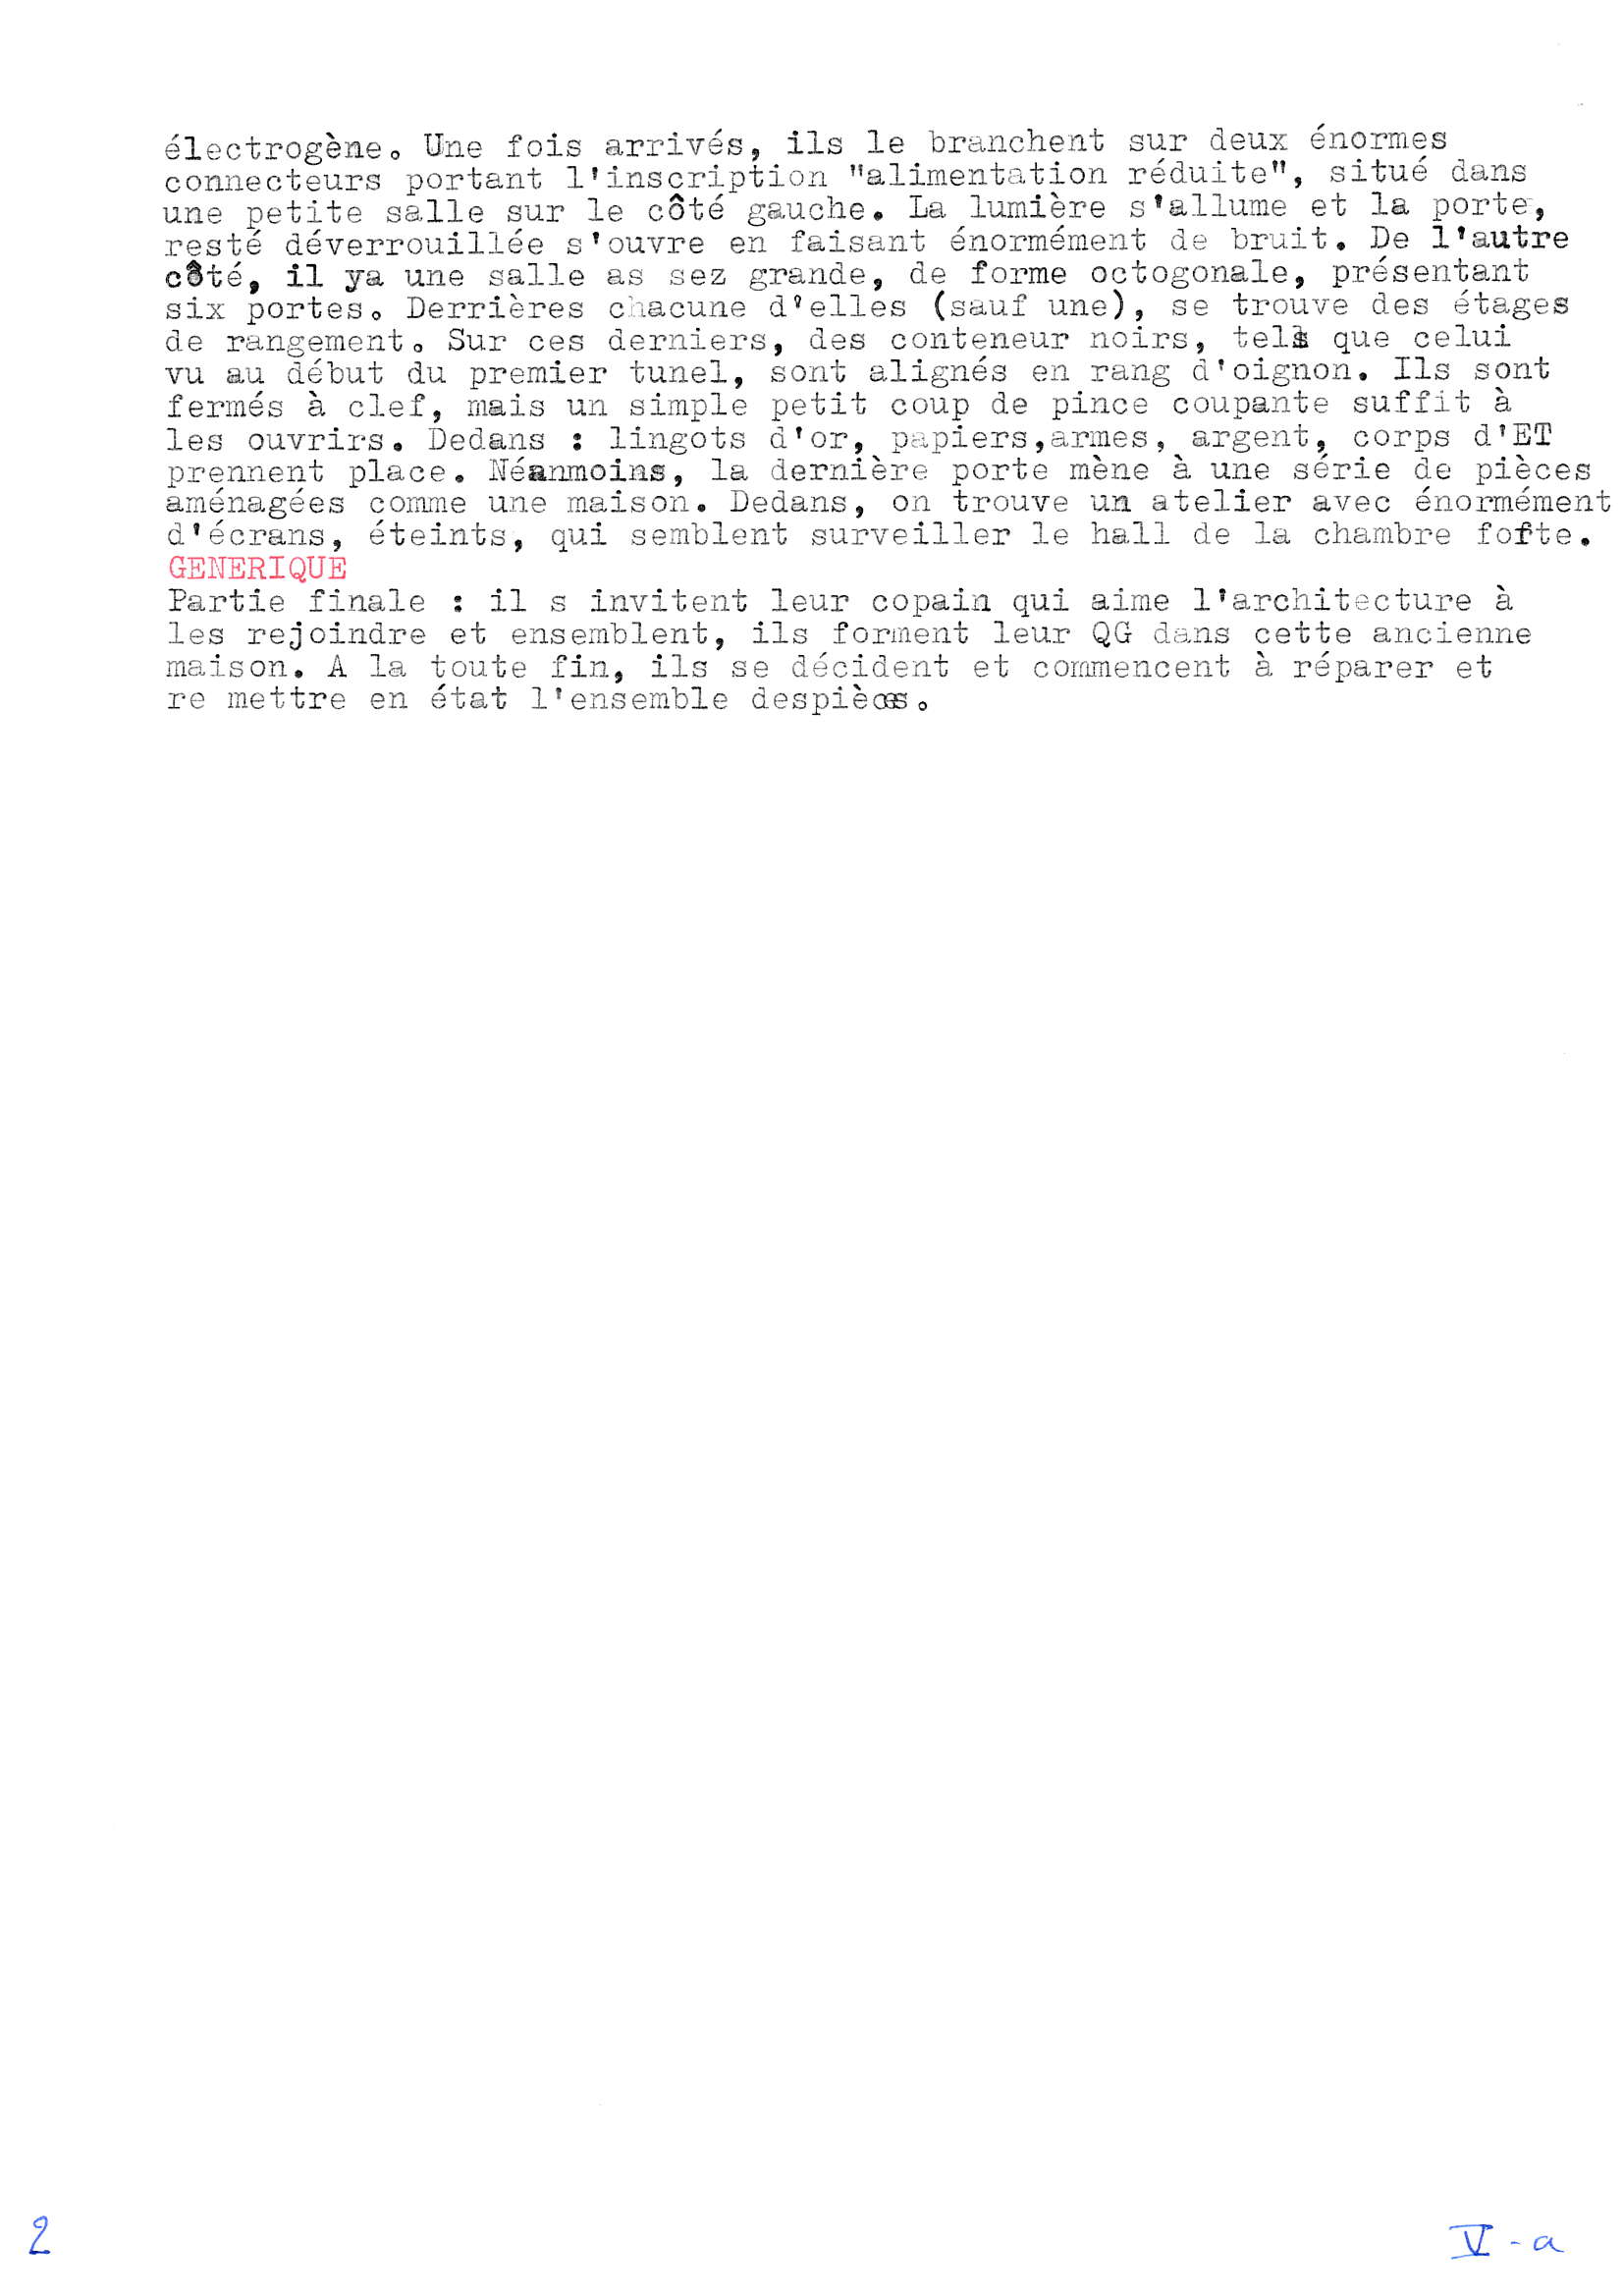 électrogène. Une fois arrivés, ils le branchent sur deux énormes
connecteurs portant l'inscription "alimentation réduite", situé dans
une petite salle sur le côté gauche. La lumière s'allume et la porte,
resté déverrouillée s'ouvre en faisant énormément de bruit. De l'autre
côté, il ya une salle as sez grande, de forme octogonale, présentant
six portes. Derrières chacune d'elles (sauf une), se trouve des étages
de rangement. Sur ces derniers, des conteneur noirs, tels que celui
vu au début du premier tunel, sont alignés en rang d'oignon. Ils sont
fermés à clef, mais un simple petit coup de pince coupante suffit à
les ouvrirs. Dedans : lingots d'or, papiers,armes, argent, corps d'ET
prennent place. Néanmoins, la dernière porte mène à une série de pièces
aménagées comme une maison. Dedans, on trouve un atelier avec énormément
d'écrans, éteints, qui semblent surveiller le hall de la chambre forte.
GENERIQUE
Partie finale : il s invitent leur copain qui aime l'architecture à
les rejoindre et ensemblent, ils forment leur QG dans cette ancienne
maison. A la toute fin, ils se décident et commencent à réparer et
re mettre en état l'ensemble despièces.
2
V - a